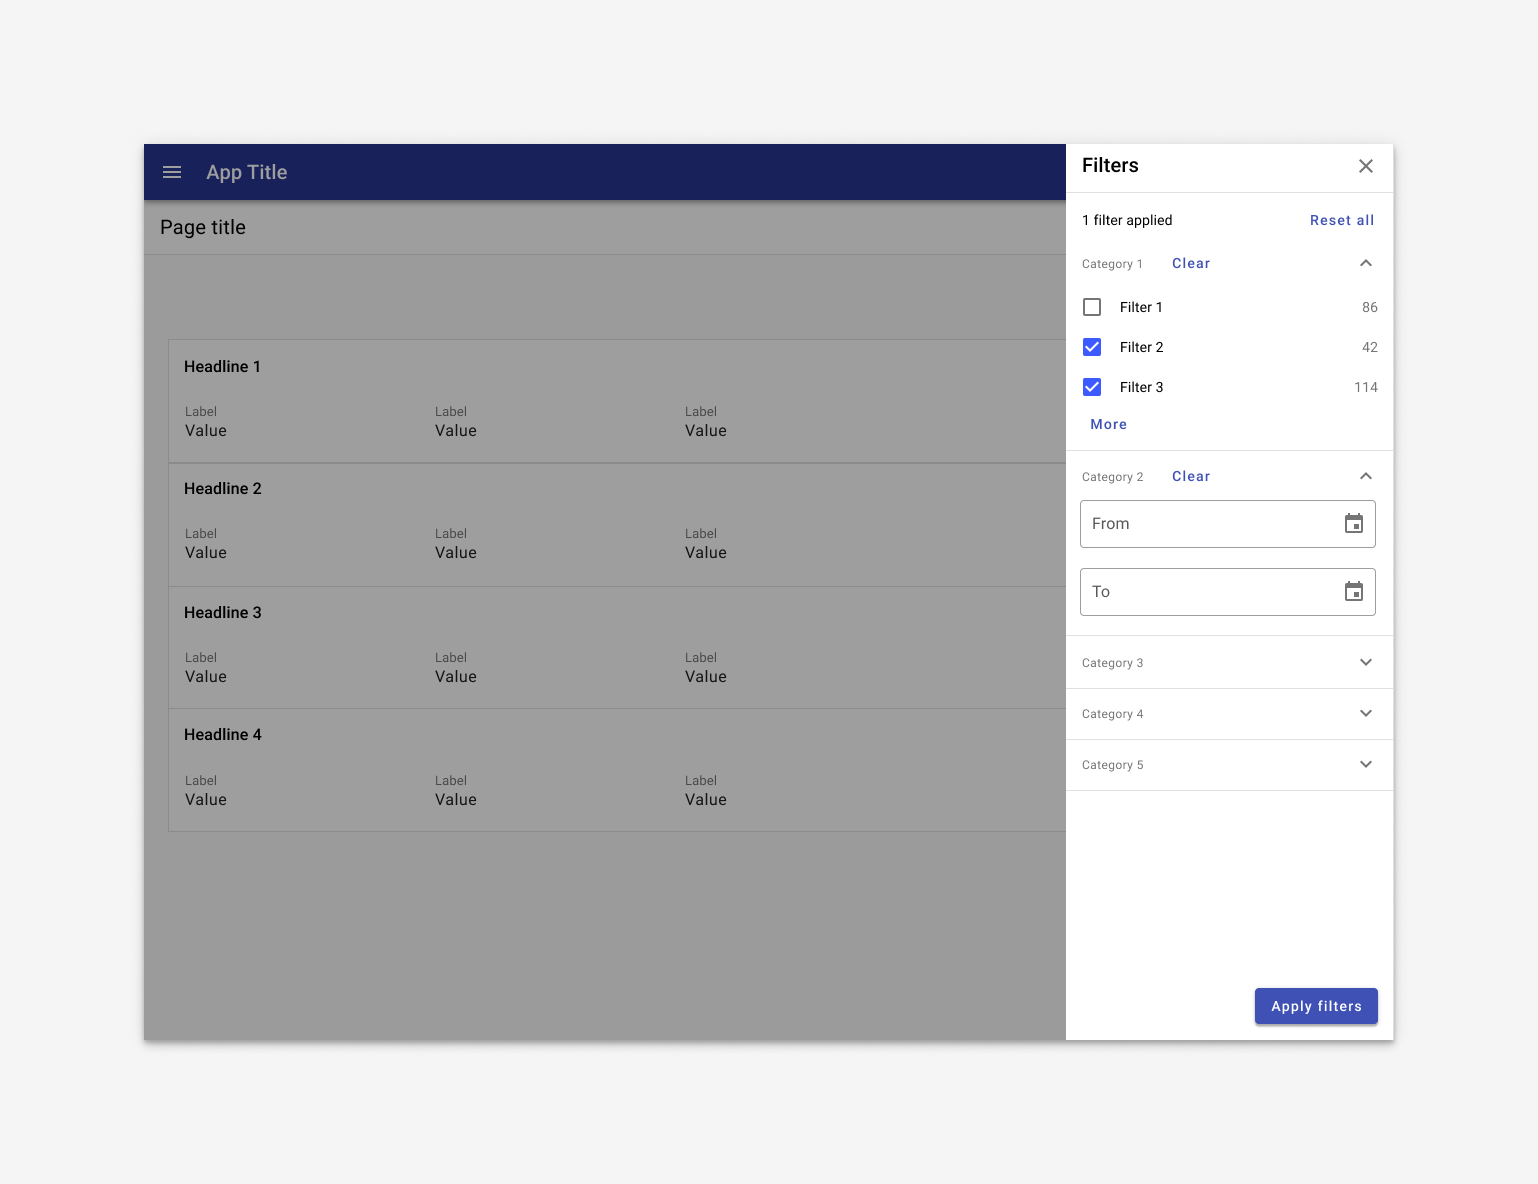 App Title
Page title
Headline 1
Label Label Label
Value Value Value
Headline 2
Label Label Label
Value Value Value
Headline 3
Label Label Label
Value Value Value
Headline 4
Label Label Label
Value Value Value
Filters
1 filter applied Reset all
Category 1 Clear
Filter 1 86
Filter 2 42
Filter 3 114
More
Category 2 Clear
From
To
Category 3
Category 4
Category 5
Apply filters